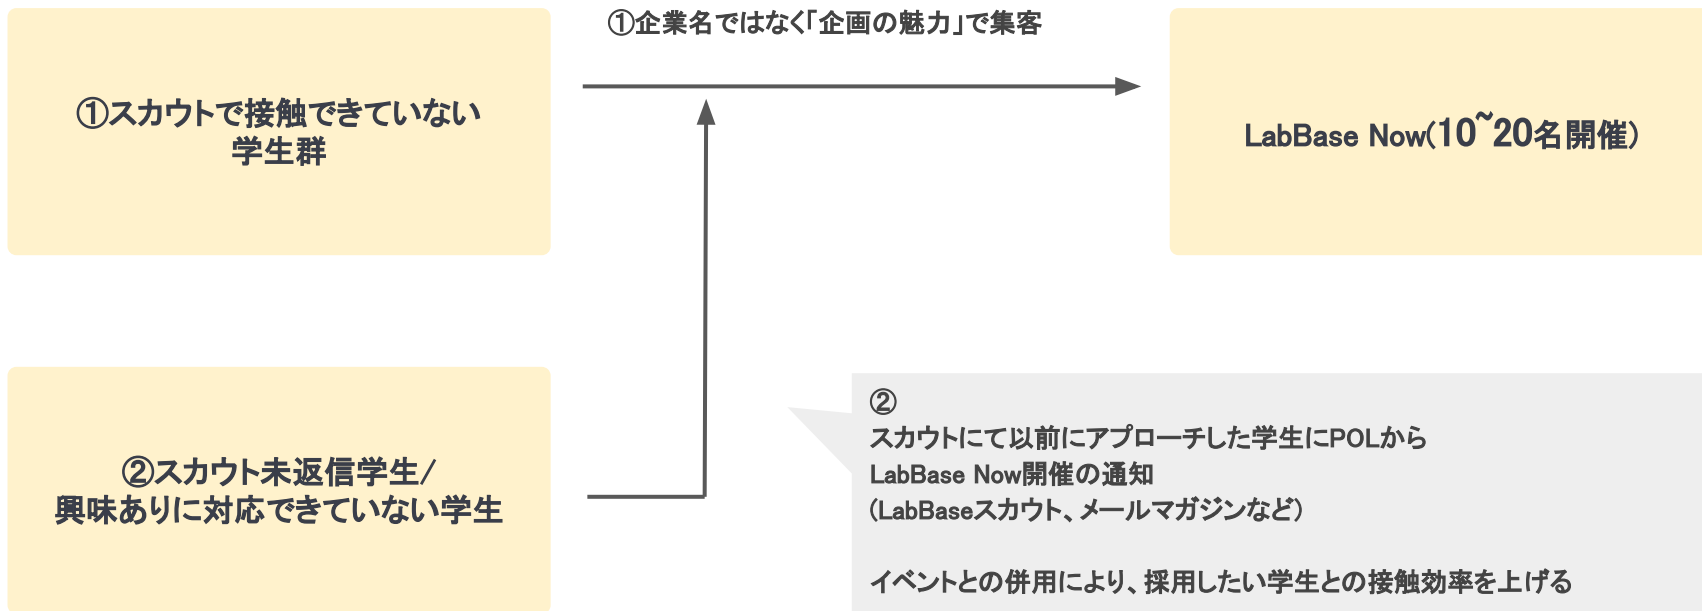 ①企業名ではなく「企画の魅力」で集客
①スカウトで接触できていない
学生群
LabBase Now(10~20名開催)
②スカウト未返信学生/
興味ありに対応できていない学生
②
スカウトにて以前にアプローチした学生にPOLから
LabBase Now開催の通知
(LabBaseスカウト、メールマガジンなど)
イベントとの併用により、採用したい学生との接触効率を上げる